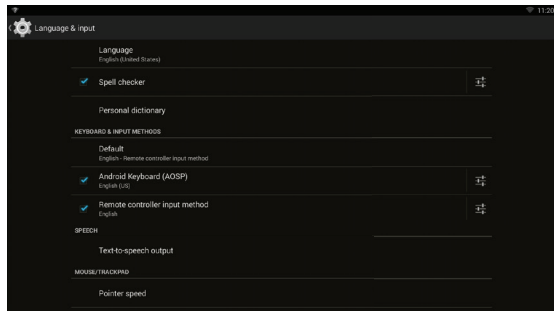 11:20
Language & input
Language
English (United States)
Spell checker
Personal dictionary
KEYBOARD & INPUT METHODS
Default
English - Remote controller input method
Android Keyboard (AOSP)
English (US)
Remote controller input method
English
SPEECH
Text-to-speech output
MOUSE/TRACKPAD
Pointer speed